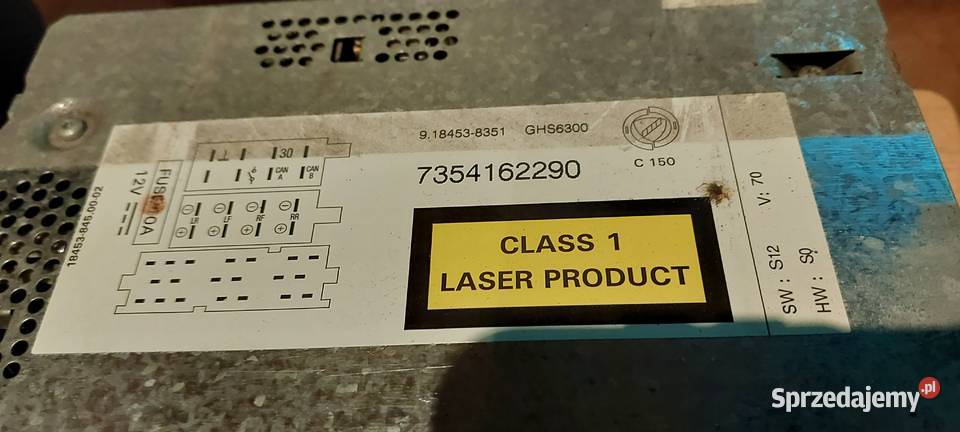 9.18453-8351 GHS6300
C 150
7354162290
CLASS 1
LASER PRODUCT
30
CAN A
CAN B
LR LF RF RR
12V
18453-845.00-02
V: 70
SW: S12
HW: S0
Sprzedajemy.pl